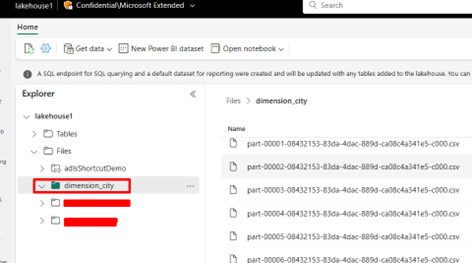 lakehouse1
Confidential\Microsoft Extended
Search
Home
Get data
New Power BI dataset
Open notebook
A SQL endpoint for SQL querying and a default dataset for reporting were created and will be updated with any tables added to the lakehouse. You can
Explorer
lakehouse1
Tables
Files
adlsShortcutDemo
dimension_city
Files > dimension_city
Name
part-00001-08432153-83da-4dac-889d-ca08c4a341e5-c000.csv
part-00002-08432153-83da-4dac-889d-ca08c4a341e5-c000.csv
part-00003-08432153-83da-4dac-889d-ca08c4a341e5-c000.csv
part-00004-08432153-83da-4dac-889d-ca08c4a341e5-c000.csv
part-00005-08432153-83da-4dac-889d-ca08c4a341e5-c000.csv
part-00006-08432153-83da-4dac-889d-ca08c4a341e5-c000.csv